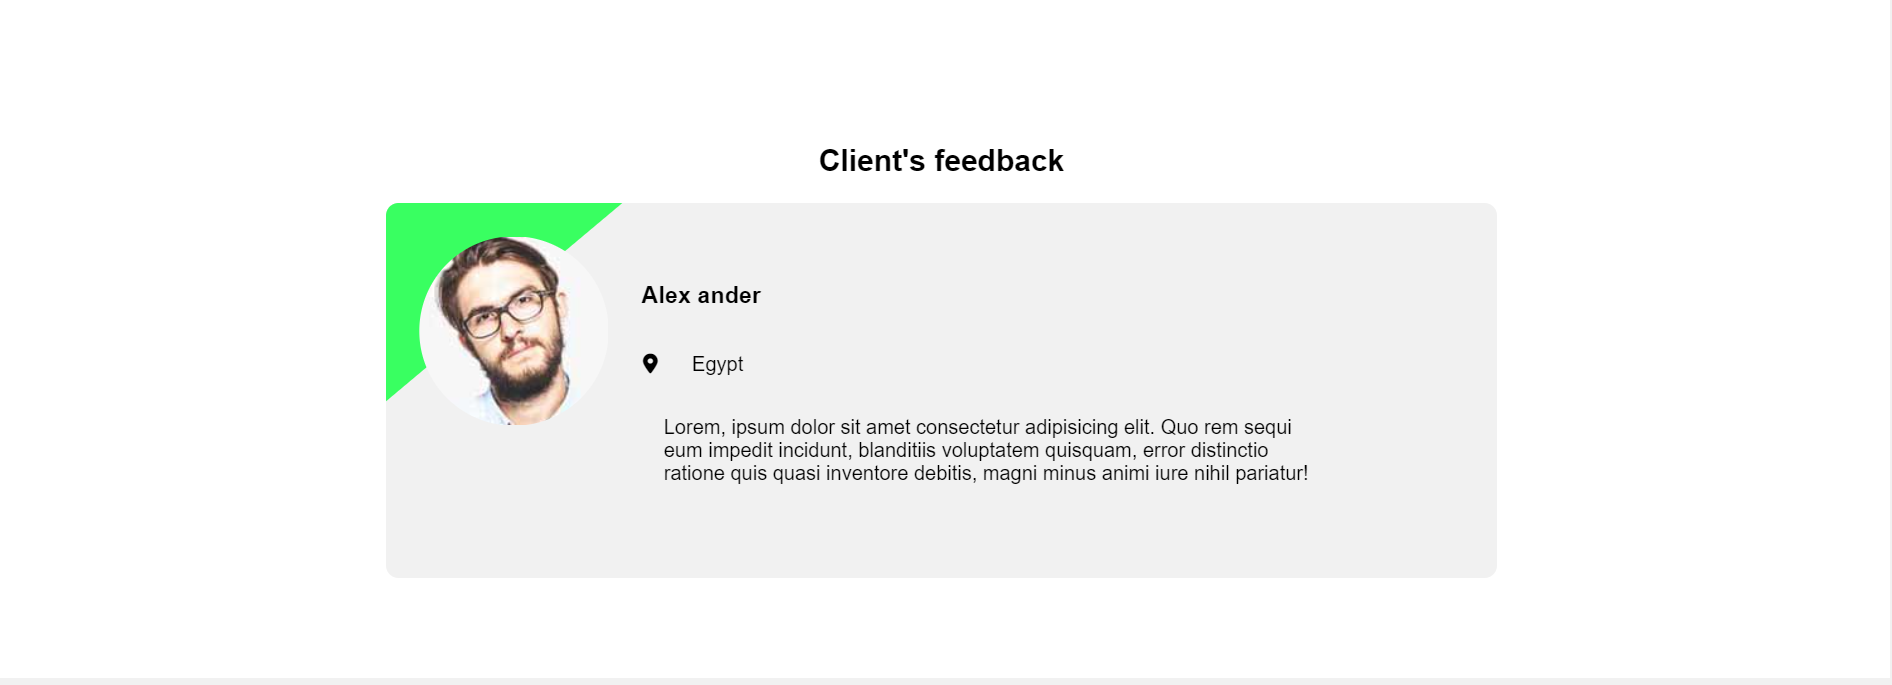 Client's feedback
Alex ander
Egypt
Lorem, ipsum dolor sit amet consectetur adipisicing elit. Quo rem sequi
eum impedit incidunt, blanditiis voluptatem quisquam, error distinctio
ratione quis quasi inventore debitis, magni minus animi iure nihil pariatur!